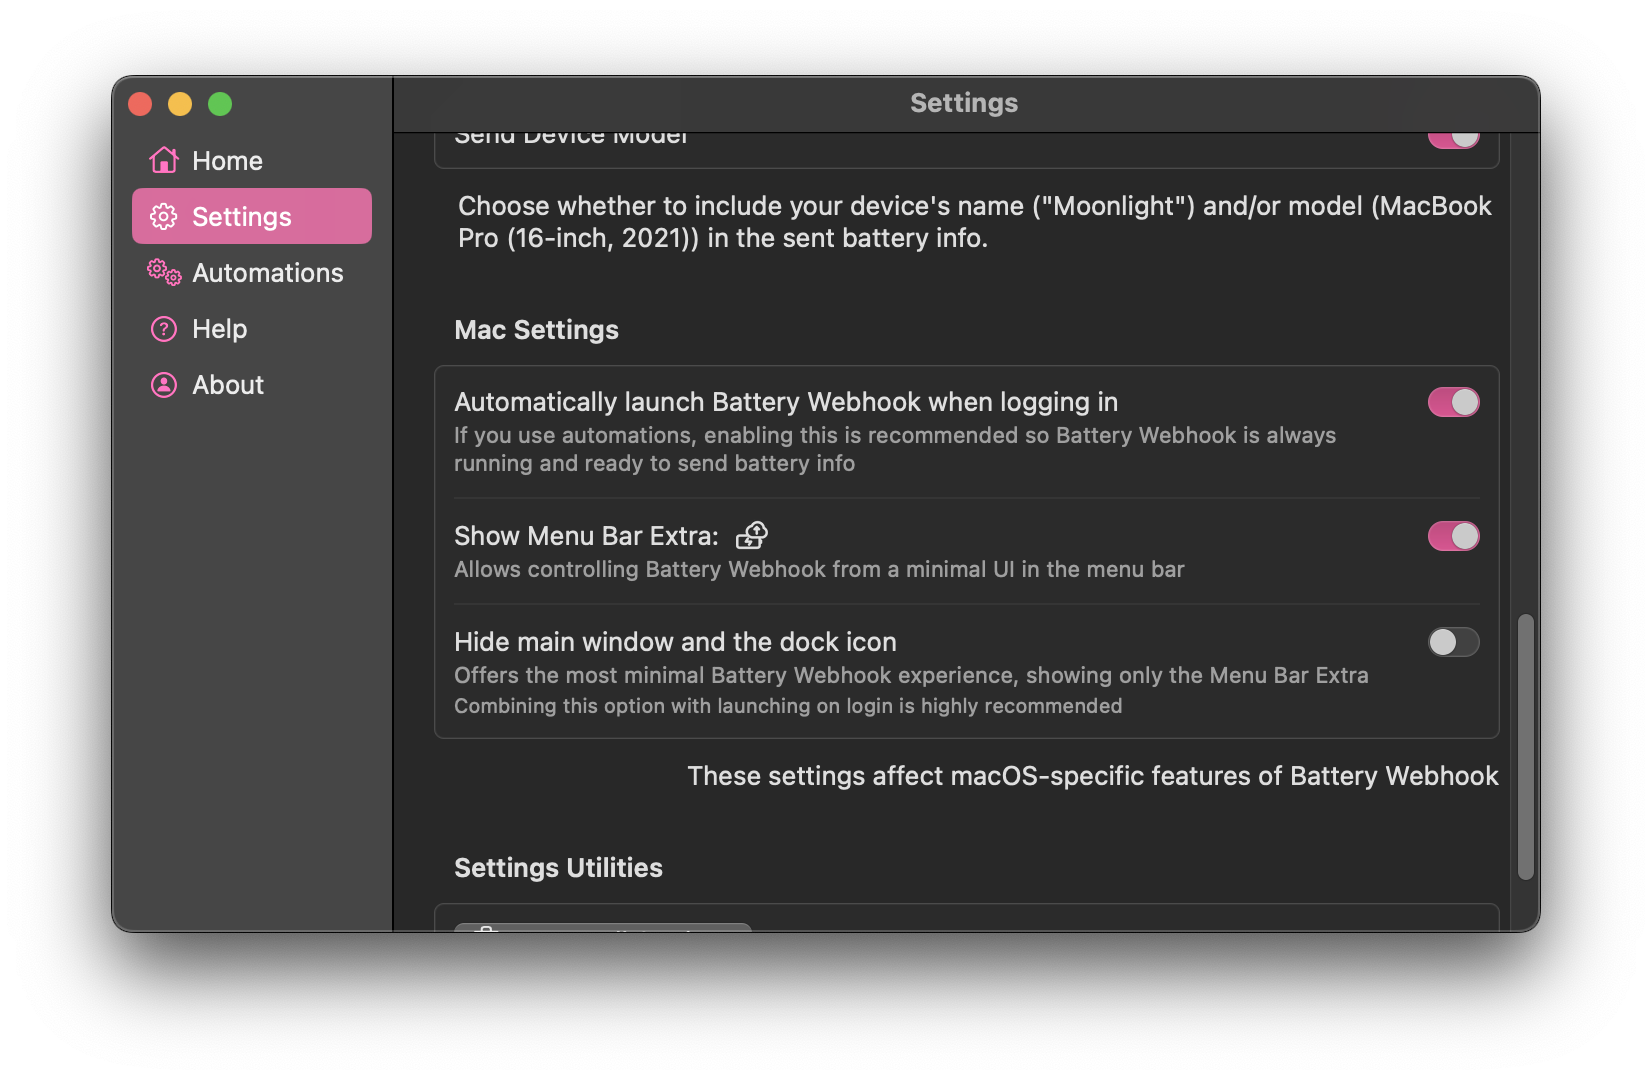 Settings
Home
Settings
Automations
Help
About
Send Device Model
Choose whether to include your device's name ("Moonlight") and/or model (MacBook
Pro (16-inch, 2021)) in the sent battery info.
Mac Settings
Automatically launch Battery Webhook when logging in
If you use automations, enabling this is recommended so Battery Webhook is always
running and ready to send battery info
Show Menu Bar Extra:
Allows controlling Battery Webhook from a minimal UI in the menu bar
Hide main window and the dock icon
Offers the most minimal Battery Webhook experience, showing only the Menu Bar Extra
Combining this option with launching on login is highly recommended
These settings affect macOS-specific features of Battery Webhook
Settings Utilities